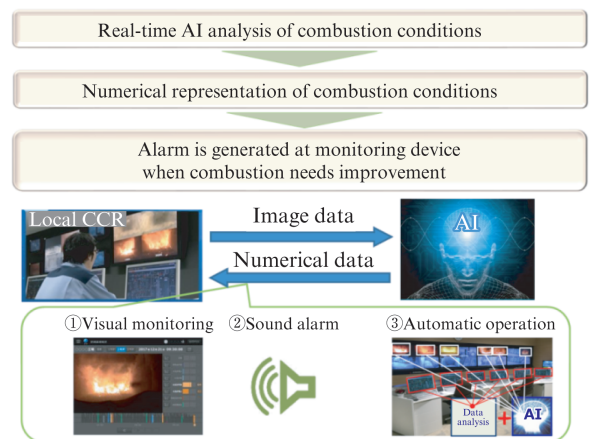 Real-time AI analysis of combustion conditions
Numerical representation of combustion conditions
Alarm is generated at monitoring device
when combustion needs improvement
Local CCR
Image data
AI
Numerical data
①Visual monitoring
②Sound alarm
③Automatic operation
Data
analysis
+
AI